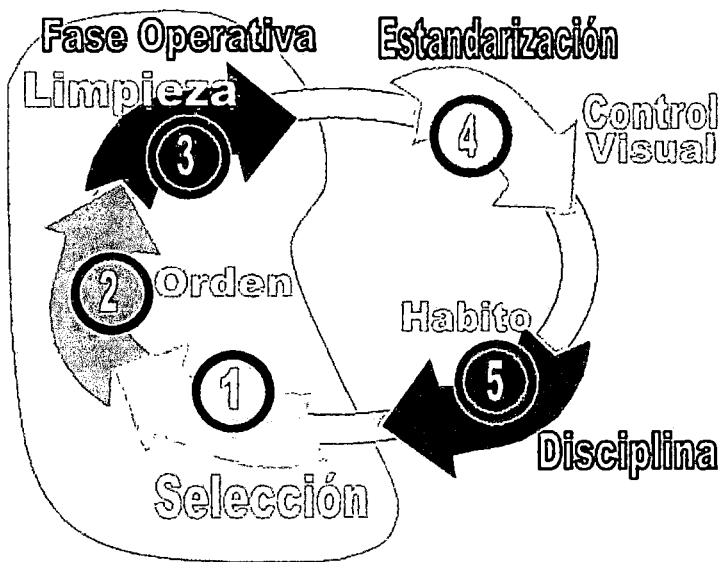 Fase Operativa
Estandarización
Limpieza
3
4
Control
Visual
2
Orden
Habito
1
5
Disciplina
Selección